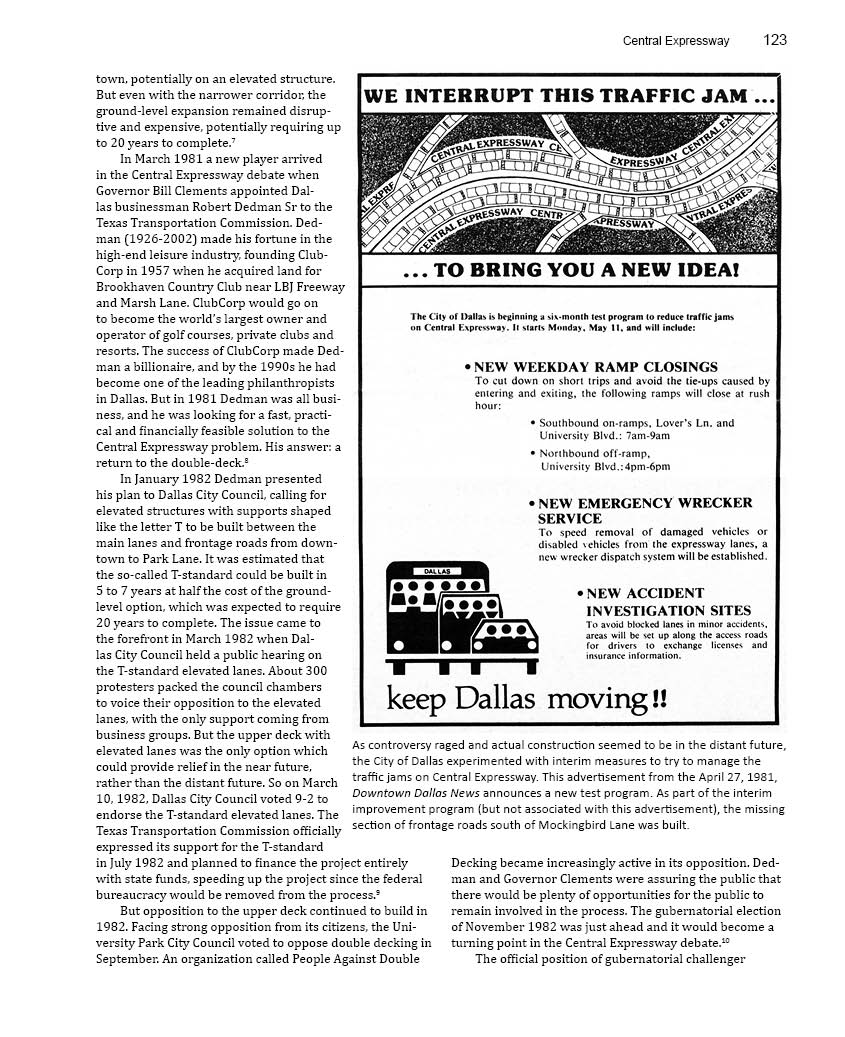 Central Expressway 123
town, potentially on an elevated structure.
But even with the narrower corridor, the
ground-level expansion remained disrup-
tive and expensive, potentially requiring up
to 20 years to complete.⁷
In March 1981 a new player arrived
in the Central Expressway debate when
Governor Bill Clements appointed Dal-
las businessman Robert Dedman Sr to the
Texas Transportation Commission. Ded-
man (1926-2002) made his fortune in the
high-end leisure industry, founding Club-
Corp in 1957 when he acquired land for
Brookhaven Country Club near LBJ Freeway
and Marsh Lane. ClubCorp would go on
to become the world's largest owner and
operator of golf courses, private clubs and
resorts. The success of ClubCorp made Ded-
man a billionaire, and by the 1990s he had
become one of the leading philanthropists
in Dallas. But in 1981 Dedman was all busi-
ness, and he was looking for a fast, practi-
cal and financially feasible solution to the
Central Expressway problem. His answer: a
return to the double-deck.⁸
In January 1982 Dedman presented
his plan to Dallas City Council, calling for
elevated structures with supports shaped
like the letter T to be built between the
main lanes and frontage roads from down-
town to Park Lane. It was estimated that
the so-called T-standard could be built in
5 to 7 years at half the cost of the ground-
level option, which was expected to require
20 years to complete. The issue came to
the forefront in March 1982 when Dal-
las City Council held a public hearing on
the T-standard elevated lanes. About 300
protesters packed the council chambers
to voice their opposition to the elevated
lanes, with the only support coming from
business groups. But the upper deck with
elevated lanes was the only option which
could provide relief in the near future,
rather than the distant future. So on March
10, 1982, Dallas City Council voted 9-2 to
endorse the T-standard elevated lanes. The
Texas Transportation Commission officially
expressed its support for the T-standard
in July 1982 and planned to finance the project entirely
with state funds, speeding up the project since the federal
bureaucracy would be removed from the process.⁹
But opposition to the upper deck continued to build in
1982. Facing strong opposition from its citizens, the Uni-
versity Park City Council voted to oppose double decking in
September. An organization called People Against Double
WE INTERRUPT THIS TRAFFIC JAM ...
CENTRAL EXPRESSWAY CE
EXPRESSWAY
CENTRAL EX
L EXPRE
CENTRAL EXPRESSWAY CENTR
XPRESSWAY
NTRAL EXPRES
... TO BRING YOU A NEW IDEA!
The City of Dallas is beginning a six-month test program to reduce traffic jams
on Central Expressway. It starts Monday, May 11, and will include:
• NEW WEEKDAY RAMP CLOSINGS
To cut down on short trips and avoid the tie-ups caused by
entering and exiting, the following ramps will close at rush
hour:
• Southbound on-ramps, Lover's Ln. and
University Blvd.: 7am-9am
• Northbound off-ramp,
University Blvd.:4pm-6pm
• NEW EMERGENCY WRECKER
SERVICE
To speed removal of damaged vehicles or
disabled vehicles from the expressway lanes, a
new wrecker dispatch system will be established.
DALLAS
• NEW ACCIDENT
INVESTIGATION SITES
To avoid blocked lanes in minor accidents,
areas will be set up along the access roads
for drivers to exchange licenses and
insurance information.
keep Dallas moving!!
As controversy raged and actual construction seemed to be in the distant future,
the City of Dallas experimented with interim measures to try to manage the
traffic jams on Central Expressway. This advertisement from the April 27, 1981,
Downtown Dallas News announces a new test program. As part of the interim
improvement program (but not associated with this advertisement), the missing
section of frontage roads south of Mockingbird Lane was built.
Decking became increasingly active in its opposition. Ded-
man and Governor Clements were assuring the public that
there would be plenty of opportunities for the public to
remain involved in the process. The gubernatorial election
of November 1982 was just ahead and it would become a
turning point in the Central Expressway debate.¹⁰
The official position of gubernatorial challenger